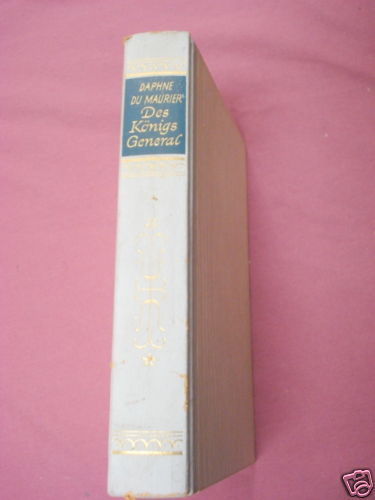 DAPHNE
DU MAURIER
Des
Königs
General